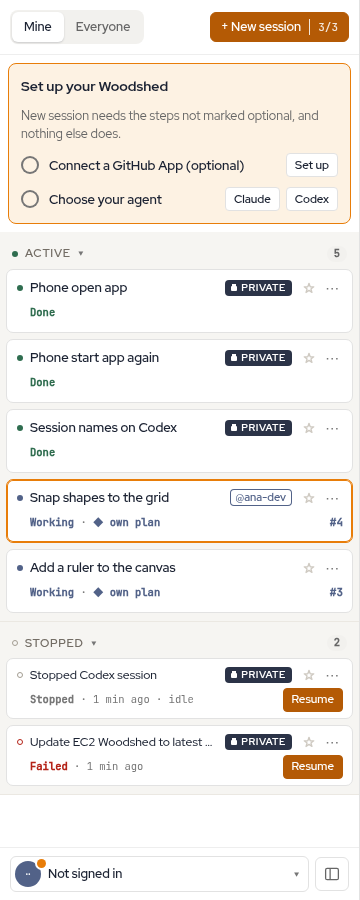 Mine Everyone + New session 3/3
Set up your Woodshed
New session needs the steps not marked optional, and
nothing else does.
Connect a GitHub App (optional) Set up
Choose your agent Claude Codex
ACTIVE ▾ 5
Phone open app PRIVATE ☆ ···
Done
Phone start app again PRIVATE ☆ ···
Done
Session names on Codex PRIVATE ☆ ···
Done
Snap shapes to the grid @ana-dev ☆ ···
Working · ◆ own plan #4
Add a ruler to the canvas ☆ ···
Working · ◆ own plan #3
STOPPED ▾ 2
Stopped Codex session PRIVATE ☆ ···
Stopped · 1 min ago · idle Resume
Update EC2 Woodshed to latest ... PRIVATE ☆ ···
Failed · 1 min ago Resume
Not signed in ▾